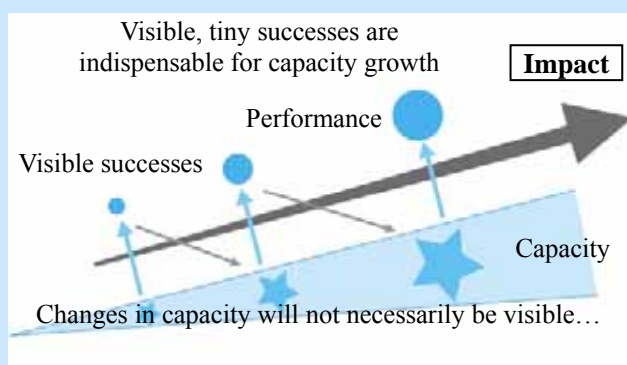 Visible, tiny successes are
indispensable for capacity growth
Impact
Performance
Visible successes
Capacity
Changes in capacity will not necessarily be visible…